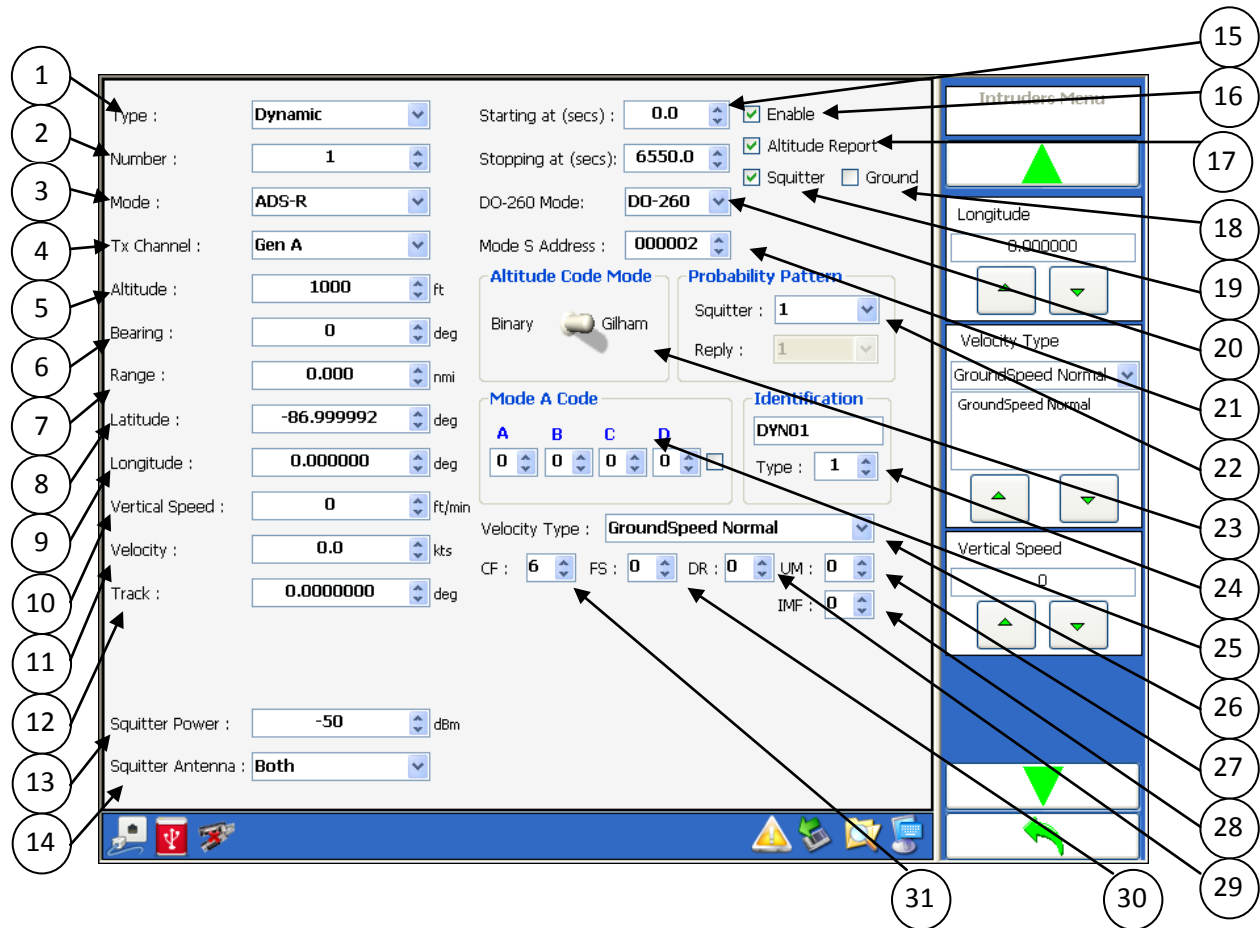 1
2
3
4
5
6
7
8
9
10
11
12
13
14
Type : Dynamic
Number : 1
Mode : ADS-R
Tx Channel : Gen A
Altitude : 1000 ft
Bearing : 0 deg
Range : 0.000 nmi
Latitude : -86.999992 deg
Longitude : 0.000000 deg
Vertical Speed : 0 ft/min
Velocity : 0.0 kts
Track : 0.0000000 deg
Squitter Power : -50 dBm
Squitter Antenna : Both
Starting at (secs) : 0.0
Stopping at (secs): 6550.0
DO-260 Mode: DO-260
Mode S Address : 000002
Enable
Altitude Report
Squitter Ground
Altitude Code Mode
Binary Gilham
Probability Pattern
Squitter : 1
Reply : 1
Mode A Code
A B C D
0 0 0 0
Identification
DYN01
Type : 1
Velocity Type : GroundSpeed Normal
CF : 6 FS : 0 DR : 0 UM : 0
IMF : 0
Intruders Menu
Longitude
0.000000
Velocity Type
GroundSpeed Normal
GroundSpeed Normal
Vertical Speed
0
15
16
17
18
19
20
21
22
23
24
25
26
27
28
29
30
31